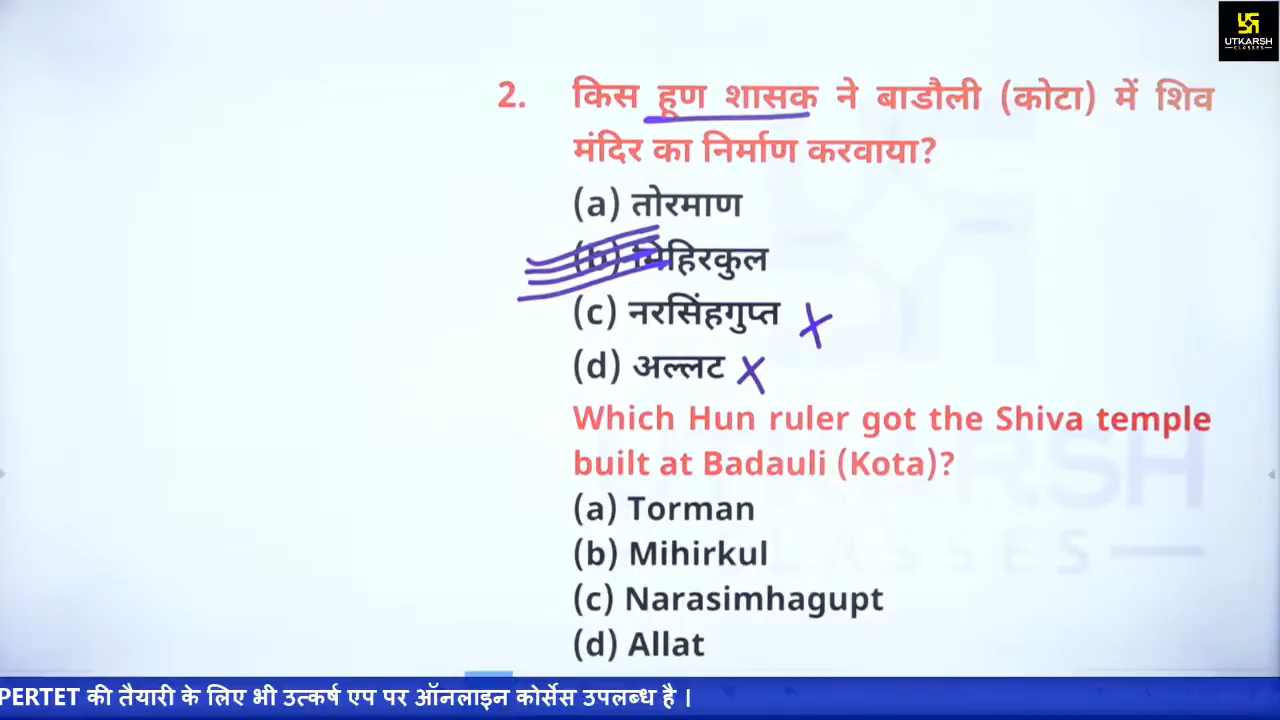 UTKARSH
CLASSES
2. किस हूण शासक ने बाडौली (कोटा) में शिव
मंदिर का निर्माण करवाया?
(a) तोरमाण
(b) मिहिरकुल
(c) नरसिंहगुप्त
(d) अल्लट
Which Hun ruler got the Shiva temple
built at Badauli (Kota)?
(a) Torman
(b) Mihirkul
(c) Narasimhagupt
(d) Allat
PERTET की तैयारी के लिए भी उत्कर्ष एप पर ऑनलाइन कोर्सेस उपलब्ध है ।